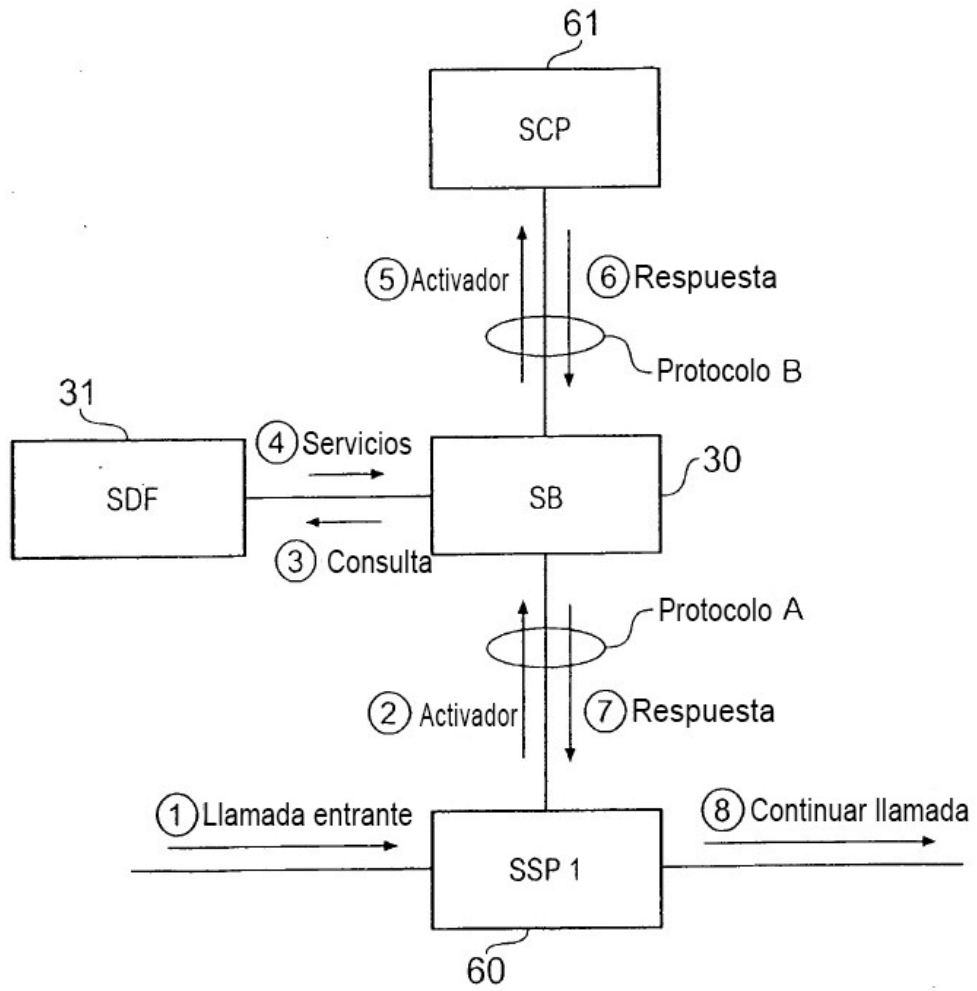 61
SCP
5 Activador
6 Respuesta
Protocolo B
31
4 Servicios
30
SDF
SB
3 Consulta
Protocolo A
2 Activador
7 Respuesta
1 Llamada entrante
8 Continuar llamada
SSP 1
60